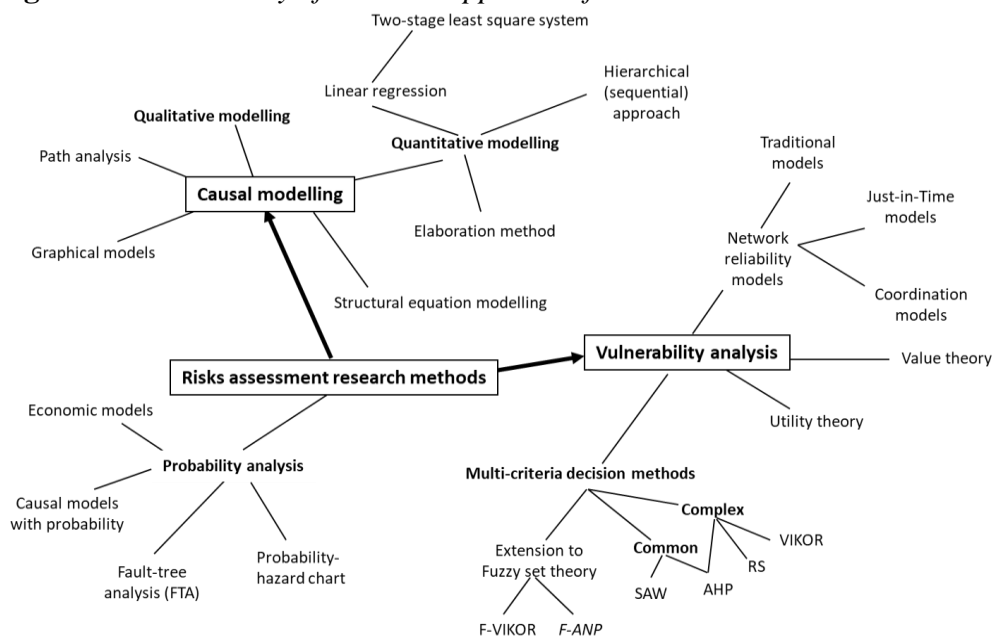 Two-stage least square system
Hierarchical
(sequential)
approach
Linear regression
Qualitative modelling
Quantitative modelling
Path analysis
Causal modelling
Graphical models
Elaboration method
Structural equation modelling
Traditional
models
Just-in-Time
models
Network
reliability
models
Coordination
models
Vulnerability analysis
Value theory
Utility theory
Risks assessment research methods
Economic models
Probability analysis
Causal models
with probability
Fault-tree
analysis (FTA)
Probability-
hazard chart
Multi-criteria decision methods
Complex
VIKOR
RS
AHP
Common
SAW
Extension to
Fuzzy set theory
F-VIKOR
F-ANP